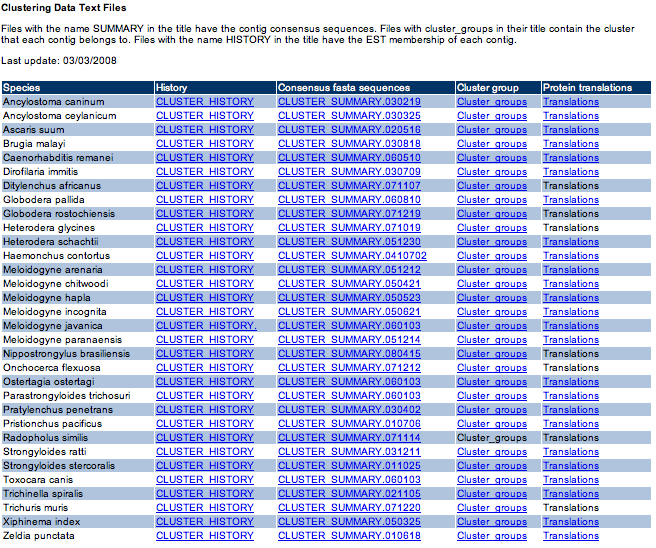 Clustering Data Text Files
Files with the name SUMMARY in the title have the contig consensus sequences. Files with cluster_groups in their title contain the cluster
that each contig belongs to. Files with the name HISTORY in the title have the EST membership of each contig.
Last update: 03/03/2008
Species History Consensus fasta sequences Cluster group Protein translations
Ancylostoma caninum CLUSTER_HISTORY CLUSTER_SUMMARY.030219 Cluster_groups Translations
Ancylostoma ceylanicum CLUSTER_HISTORY CLUSTER_SUMMARY.030325 Cluster_groups Translations
Ascaris suum CLUSTER_HISTORY CLUSTER_SUMMARY.020516 Cluster_groups Translations
Brugia malayi CLUSTER_HISTORY CLUSTER_SUMMARY.030818 Cluster_groups Translations
Caenorhabditis remanei CLUSTER_HISTORY CLUSTER_SUMMARY.060510 Cluster_groups Translations
Dirofilaria immitis CLUSTER_HISTORY CLUSTER_SUMMARY.030709 Cluster_groups Translations
Ditylenchus africanus CLUSTER_HISTORY CLUSTER_SUMMARY.071107 Cluster_groups Translations
Globodera pallida CLUSTER_HISTORY CLUSTER_SUMMARY.060810 Cluster_groups Translations
Globodera rostochiensis CLUSTER_HISTORY CLUSTER_SUMMARY.071219 Cluster_groups Translations
Heterodera glycines CLUSTER_HISTORY CLUSTER_SUMMARY.071019 Cluster_groups Translations
Heterodera schachtii CLUSTER_HISTORY CLUSTER_SUMMARY.051230 Cluster_groups Translations
Haemonchus contortus CLUSTER_HISTORY CLUSTER_SUMMARY.0410702 Cluster_groups Translations
Meloidogyne arenaria CLUSTER_HISTORY CLUSTER_SUMMARY.051212 Cluster_groups Translations
Meloidogyne chitwoodi CLUSTER_HISTORY CLUSTER_SUMMARY.050421 Cluster_groups Translations
Meloidogyne hapla CLUSTER_HISTORY CLUSTER_SUMMARY.050523 Cluster_groups Translations
Meloidogyne incognita CLUSTER_HISTORY CLUSTER_SUMMARY.050621 Cluster_groups Translations
Meloidogyne javanica CLUSTER_HISTORY. CLUSTER_SUMMARY.060103 Cluster_groups Translations
Meloidogyne paranaensis CLUSTER_HISTORY CLUSTER_SUMMARY.051214 Cluster_groups Translations
Nippostrongylus brasiliensis CLUSTER_HISTORY CLUSTER_SUMMARY.080415 Cluster_groups Translations
Onchocerca flexuosa CLUSTER_HISTORY CLUSTER_SUMMARY.071212 Cluster_groups Translations
Ostertagia ostertagi CLUSTER_HISTORY CLUSTER_SUMMARY.060103 Cluster_groups Translations
Parastrongyloides trichosuri CLUSTER_HISTORY CLUSTER_SUMMARY.060103 Cluster_groups Translations
Pratylenchus penetrans CLUSTER_HISTORY CLUSTER_SUMMARY.030402 Cluster_groups Translations
Pristionchus pacificus CLUSTER_HISTORY CLUSTER_SUMMARY.010706 Cluster_groups Translations
Radopholus similis CLUSTER_HISTORY CLUSTER_SUMMARY.071114 Cluster_groups Translations
Strongyloides ratti CLUSTER_HISTORY CLUSTER_SUMMARY.031211 Cluster_groups Translations
Strongyloides stercoralis CLUSTER_HISTORY CLUSTER_SUMMARY.011025 Cluster_groups Translations
Toxocara canis CLUSTER_HISTORY CLUSTER_SUMMARY.060103 Cluster_groups Translations
Trichinella spiralis CLUSTER_HISTORY CLUSTER_SUMMARY.021105 Cluster_groups Translations
Trichuris muris CLUSTER_HISTORY CLUSTER_SUMMARY.071220 Cluster_groups Translations
Xiphinema index CLUSTER_HISTORY CLUSTER_SUMMARY.050325 Cluster_groups Translations
Zeldia punctata CLUSTER_HISTORY CLUSTER_SUMMARY.010618 Cluster_groups Translations